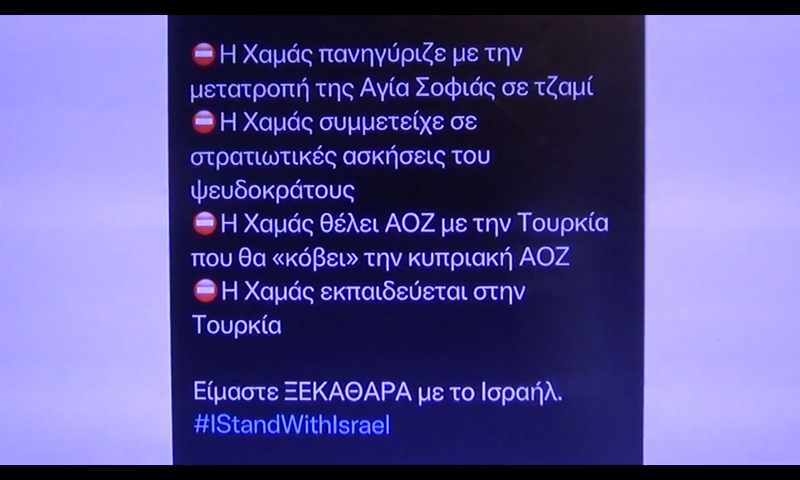 ⛔Η Χαμάς πανηγύριζε με την
μετατροπή της Αγία Σοφιάς σε τζαμί
⛔Η Χαμάς συμμετείχε σε
στρατιωτικές ασκήσεις του
ψευδοκράτους
⛔Η Χαμάς θέλει ΑΟΖ με την Τουρκία
που θα «κόβει» την κυπριακή ΑΟΖ
⛔Η Χαμάς εκπαιδεύεται στην
Τουρκία
Είμαστε ΞΕΚΑΘΑΡΑ με το Ισραήλ.
#IStandWithIsrael